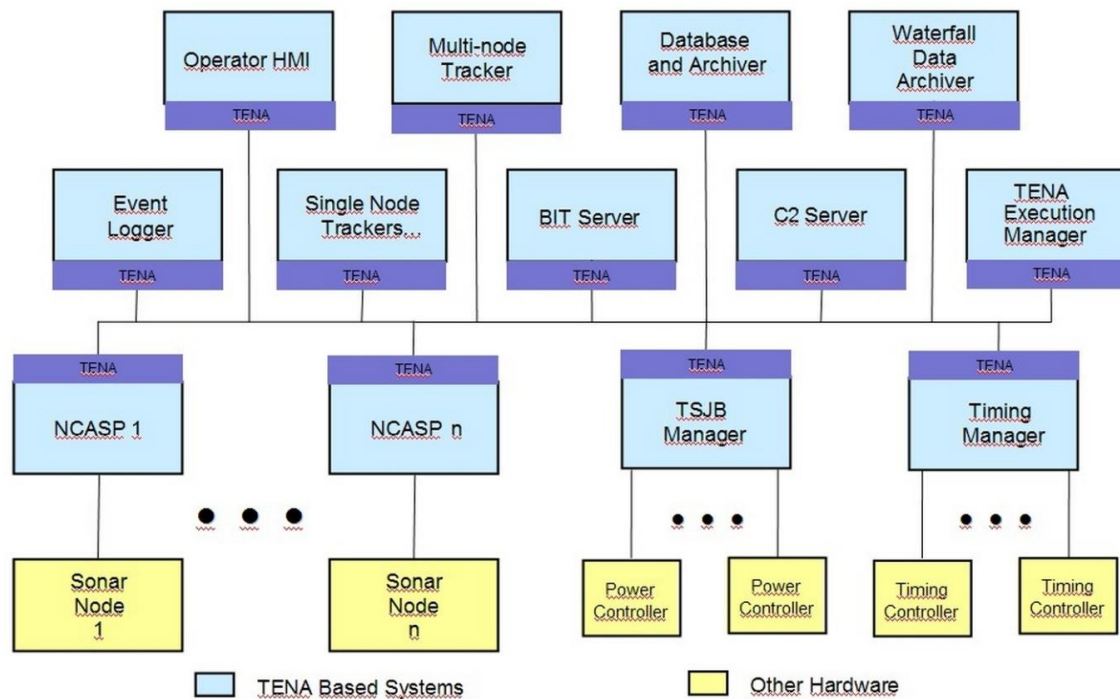 Operator HMI
TENA
Multi-node
Tracker
TENA
Database
and Archiver
TENA
Waterfall
Data
Archiver
TENA
Event
Logger
TENA
Single Node
Trackers...
TENA
BIT Server
TENA
C2 Server
TENA
TENA
Execution
Manager
TENA
TENA
NCASP 1
TENA
NCASP n
TENA
TSJB
Manager
TENA
Timing
Manager
Sonar
Node
1
Sonar
Node
n
Power
Controller
Power
Controller
Timing
Controller
Timing
Controller
TENA Based Systems
Other Hardware